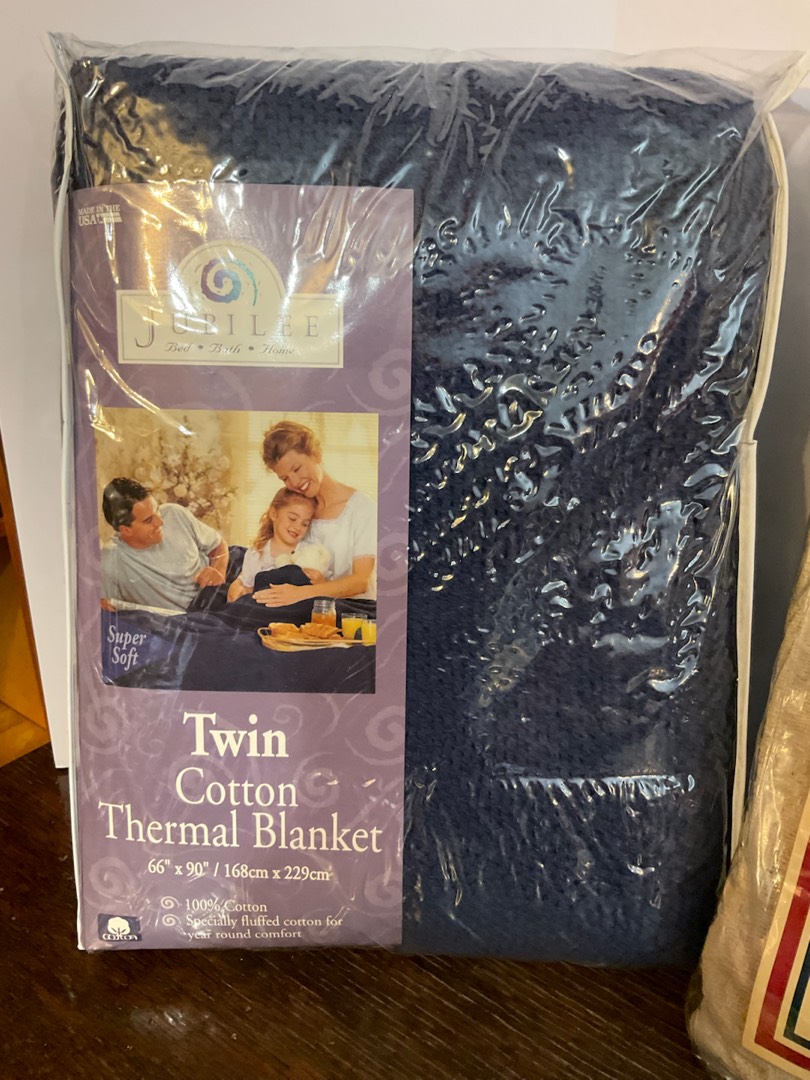 MADE IN THE
USA
JUBILEE
Bed • Bath • Home
Super
Soft
Twin
Cotton
Thermal Blanket
66" x 90" / 168cm x 229cm
100% Cotton
Specially fluffed cotton for
year round comfort
COTTON